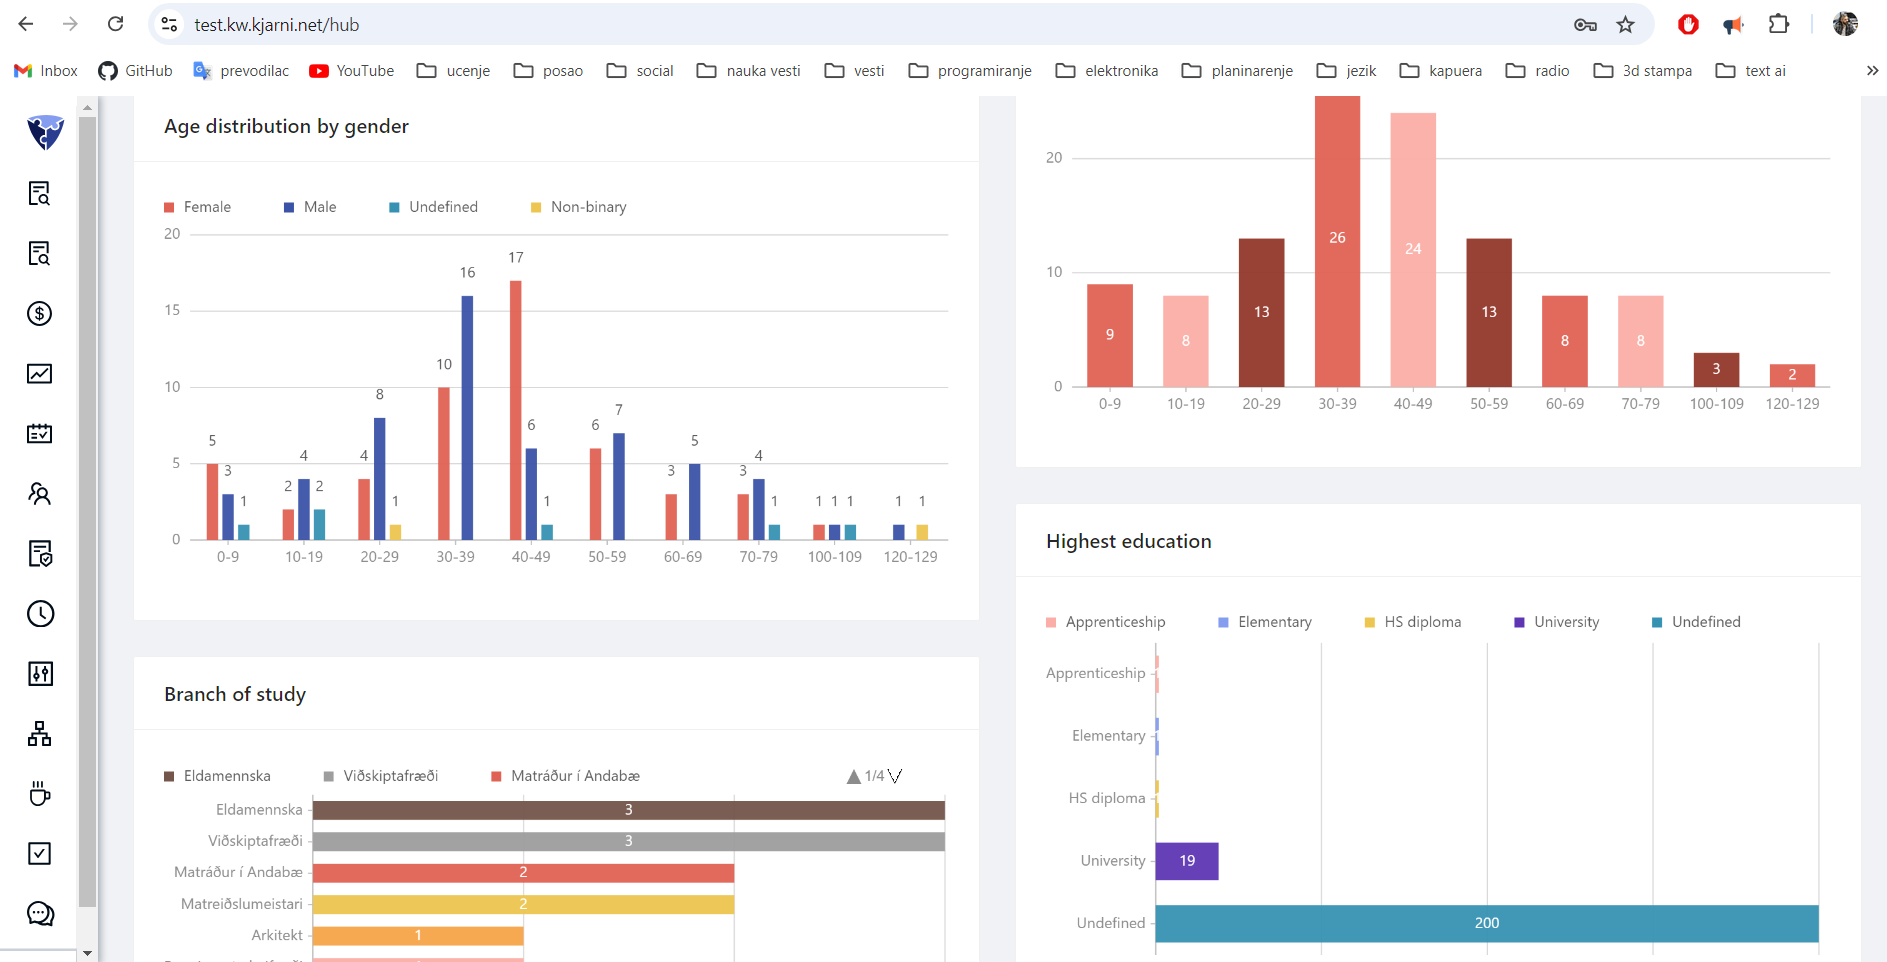 test.kw.kjarni.net/hub
Inbox GitHub prevodilac YouTube ucenje posao social nauka vesti vesti programiranje elektronika planinarenje jezik kapuera radio 3d stampa text ai
Age distribution by gender
Female Male Undefined Non-binary
20
15
10
5
0
5 3 1
2 4 2
4 8 1
10 16
17 6 1
6 7
3 5
3 4 1
1 1 1
1 1
0-9 10-19 20-29 30-39 40-49 50-59 60-69 70-79 100-109 120-129
20
10
0
9 8 13 26 24 13 8 8 3 2
0-9 10-19 20-29 30-39 40-49 50-59 60-69 70-79 100-109 120-129
Branch of study
Eldamennska Viðskiptafræði Matráður í Andabæ 1/4
Eldamennska 3
Viðskiptafræði 3
Matráður í Andabæ 2
Matreiðslumeistari 2
Arkitekt 1
Highest education
Apprenticeship Elementary HS diploma University Undefined
Apprenticeship
Elementary
HS diploma
University 19
Undefined 200